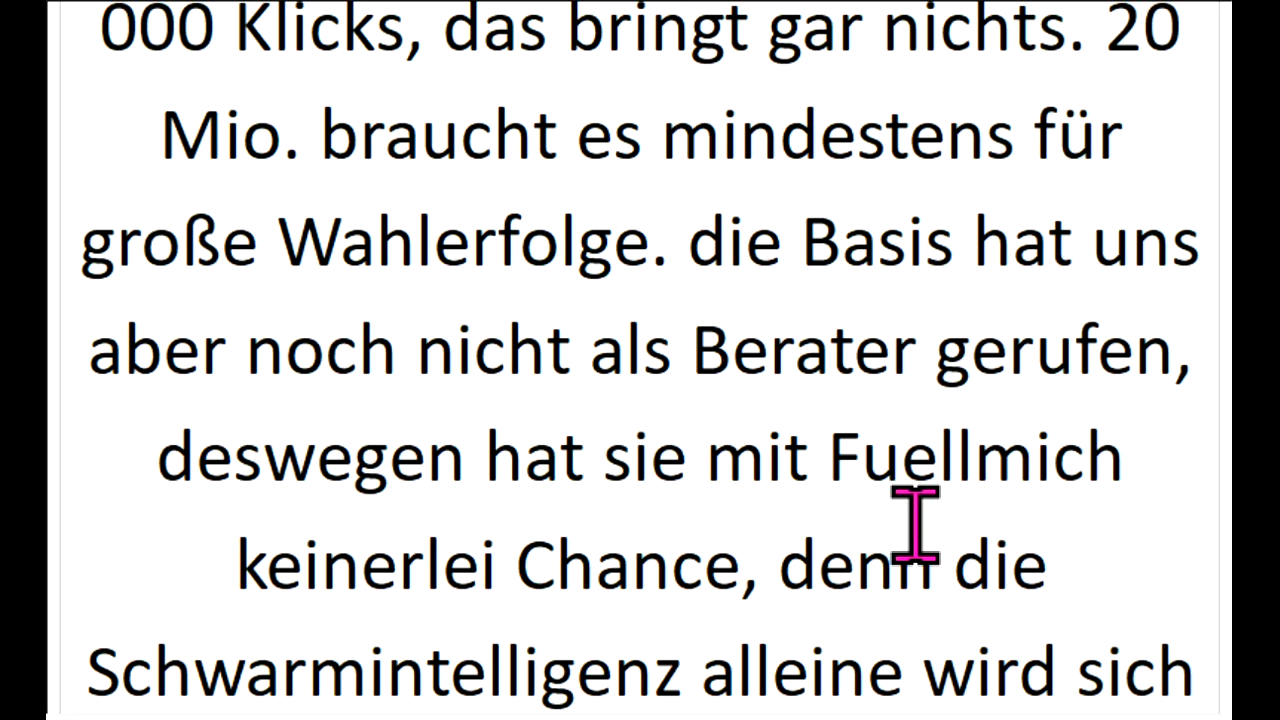 000 Klicks, das bringt gar nichts. 20
Mio. braucht es mindestens für
große Wahlerfolge. die Basis hat uns
aber noch nicht als Berater gerufen,
deswegen hat sie mit Fuellmich
keinerlei Chance, denn die
Schwarmintelligenz alleine wird sich